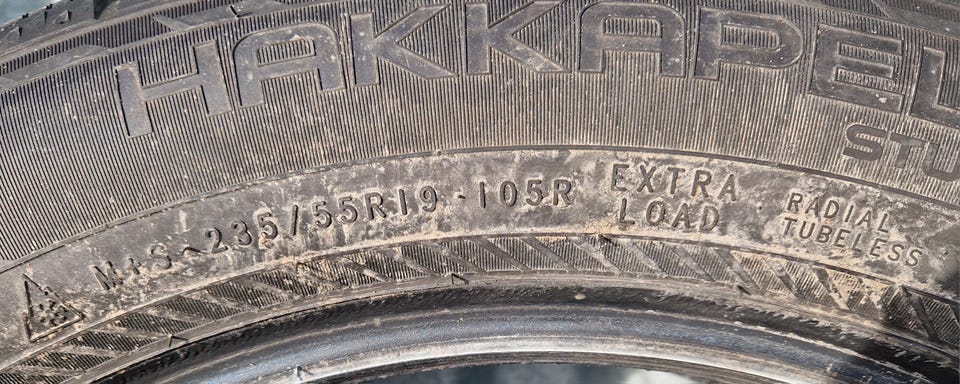 HAKKAPEL
STU
M+S 235/55R19 105R EXTRA LOAD RADIAL TUBELESS